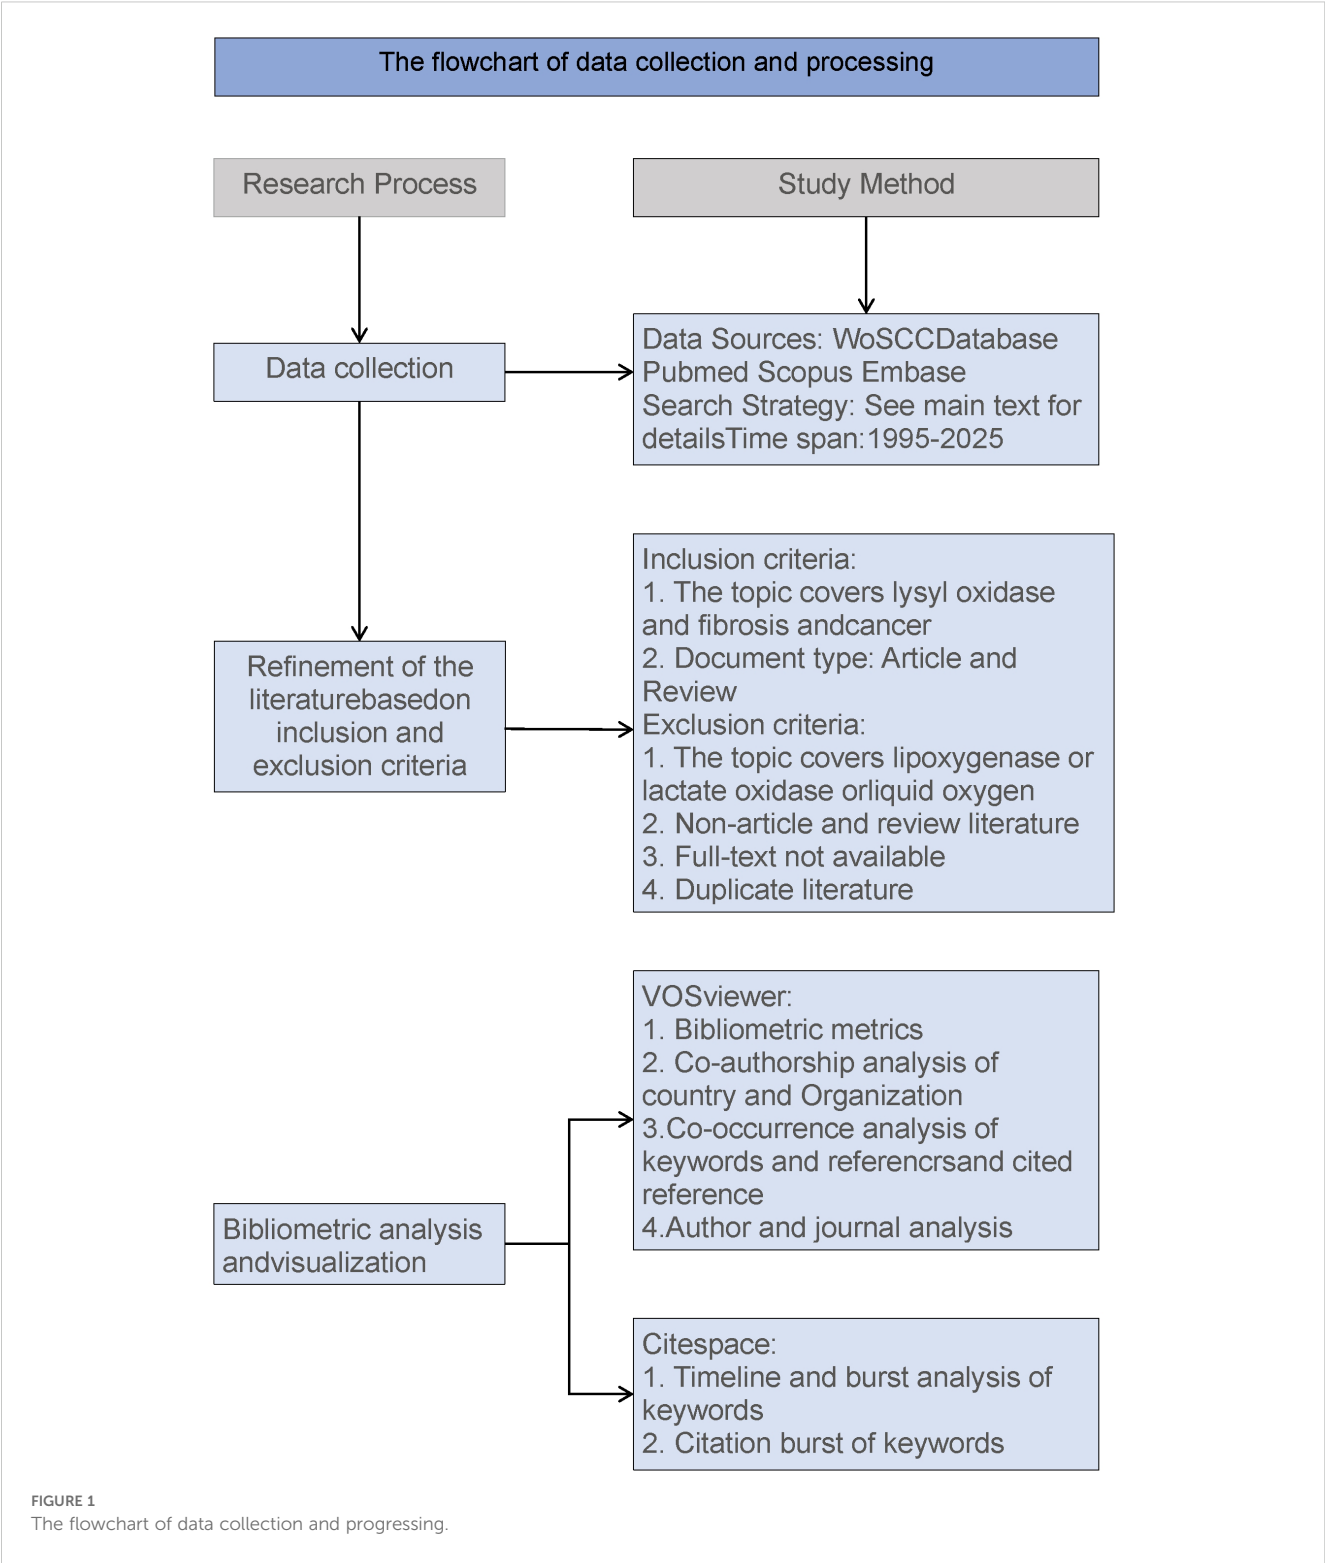 The flowchart of data collection and processing
Research Process
Study Method
Data collection
Data Sources: WoSCCDatabase
Pubmed Scopus Embase
Search Strategy: See main text for
detailsTime span:1995-2025
Refinement of the
literaturebasedon
inclusion and
exclusion criteria
Inclusion criteria:
1. The topic covers lysyl oxidase
and fibrosis andcancer
2. Document type: Article and
Review
Exclusion criteria:
1. The topic covers lipoxygenase or
lactate oxidase orliquid oxygen
2. Non-article and review literature
3. Full-text not available
4. Duplicate literature
Bibliometric analysis
andvisualization
VOSviewer:
1. Bibliometric metrics
2. Co-authorship analysis of
country and Organization
3.Co-occurrence analysis of
keywords and referencrsand cited
reference
4.Author and journal analysis
Citespace:
1. Timeline and burst analysis of
keywords
2. Citation burst of keywords
FIGURE 1
The flowchart of data collection and progressing.